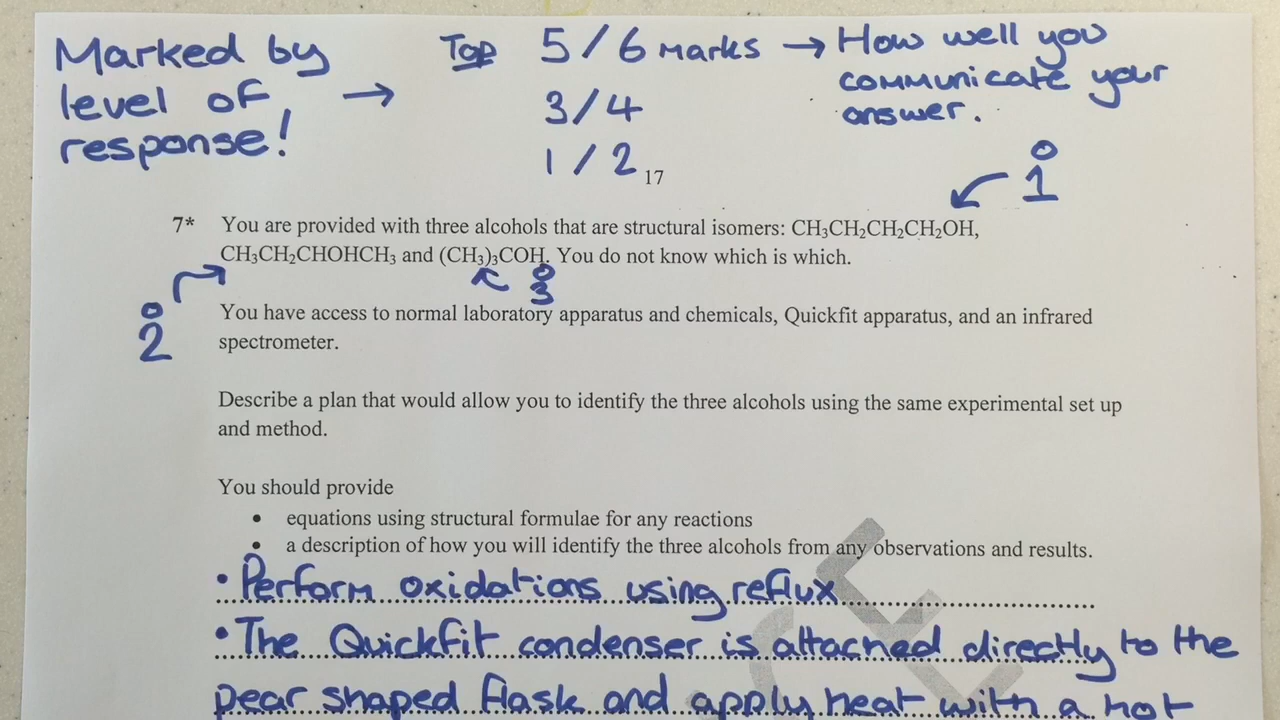 Marked by level of response! → Top 5/6 marks → How well you communicate your answer.
3/4
1/2
17
1°
7* You are provided with three alcohols that are structural isomers: CH₃CH₂CH₂CH₂OH,
CH₃CH₂CHOHCH₃ and (CH₃)₃COH. You do not know which is which.
2°
3°
You have access to normal laboratory apparatus and chemicals, Quickfit apparatus, and an infrared
spectrometer.
Describe a plan that would allow you to identify the three alcohols using the same experimental set up
and method.
You should provide
• equations using structural formulae for any reactions
• a description of how you will identify the three alcohols from any observations and results.
• Perform oxidations using reflux
• The Quickfit condenser is attached directly to the
pear shaped flask and apply heat with a hot